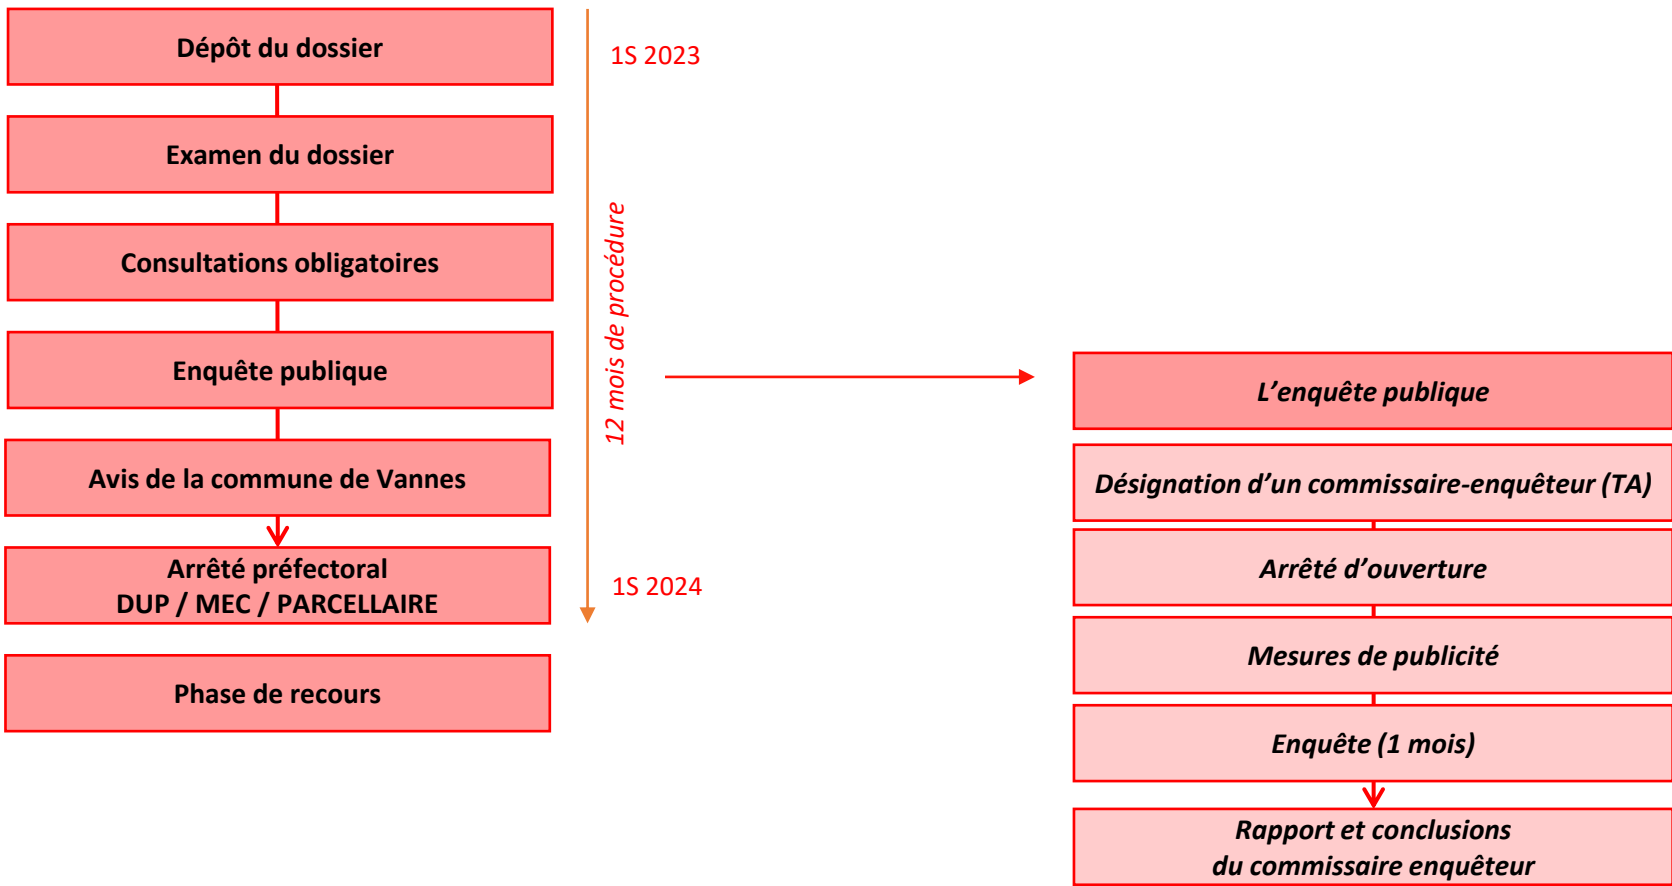 Dépôt du dossier
1S 2023
Examen du dossier
Consultations obligatoires
12 mois de procédure
Enquête publique
Avis de la commune de Vannes
Arrêté préfectoral
DUP / MEC / PARCELLAIRE
1S 2024
Phase de recours
L’enquête publique
Désignation d’un commissaire-enquêteur (TA)
Arrêté d’ouverture
Mesures de publicité
Enquête (1 mois)
Rapport et conclusions
du commissaire enquêteur